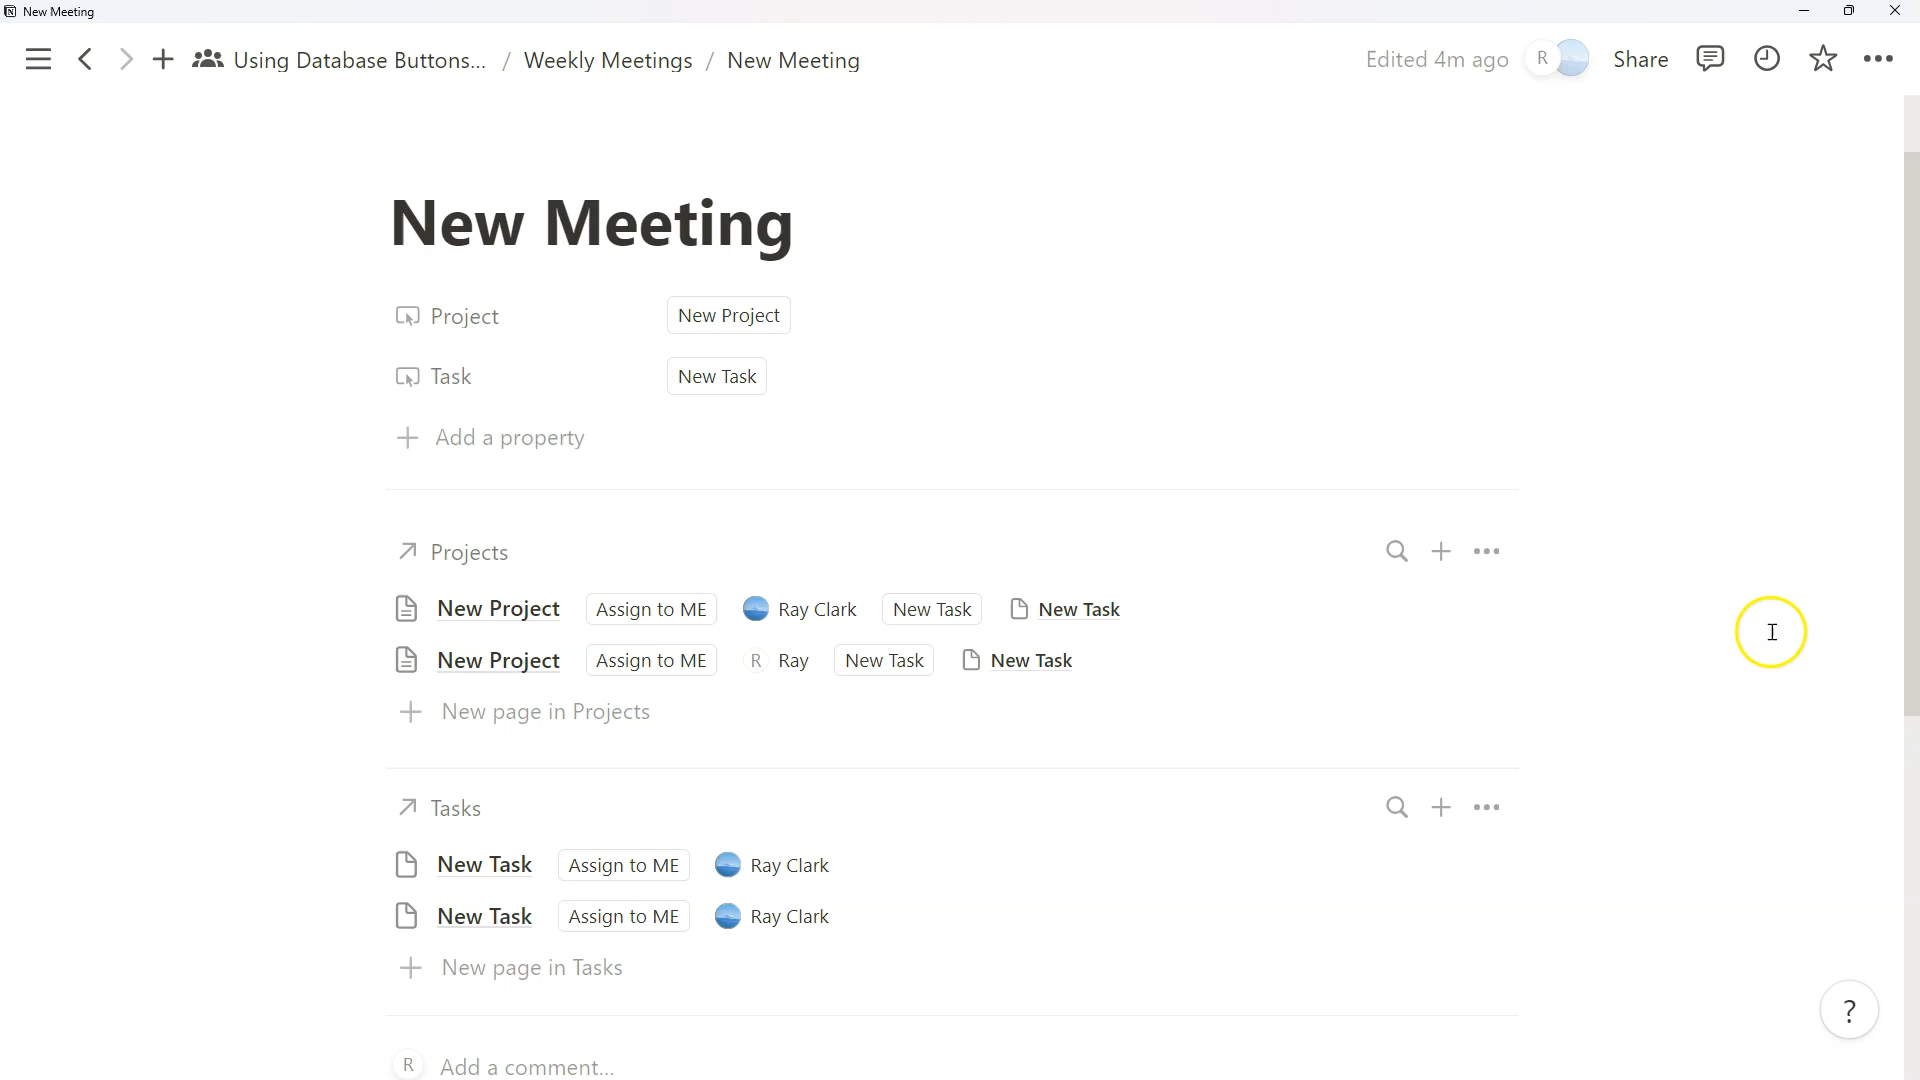 New Meeting
Using Database Buttons... / Weekly Meetings / New Meeting Edited 4m ago R Share
New Meeting
Project New Project
Task New Task
Add a property
Projects
New Project Assign to ME Ray Clark New Task New Task
New Project Assign to ME R Ray New Task New Task
New page in Projects
Tasks
New Task Assign to ME Ray Clark
New Task Assign to ME Ray Clark
New page in Tasks
?
R Add a comment...